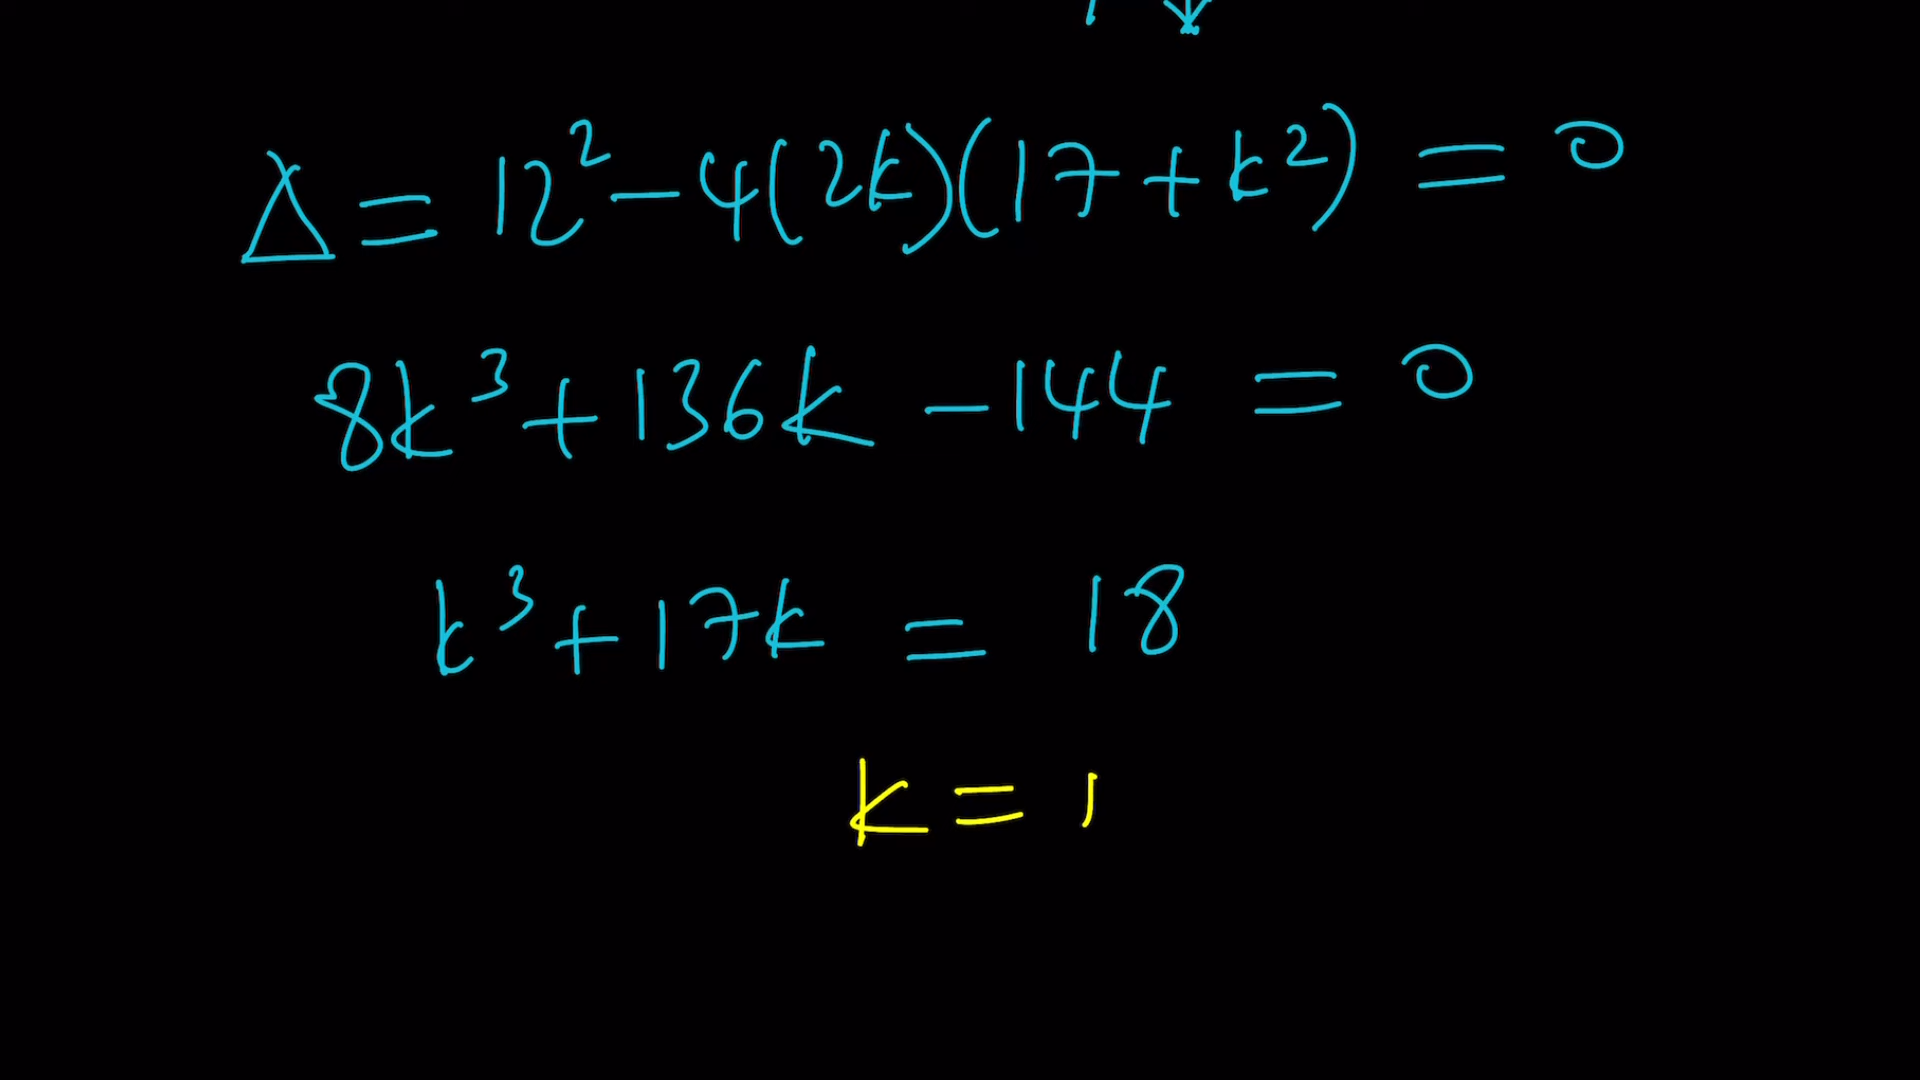 Δ = 12² - 4(2k)(17 + k²) = 0
8k³ + 136k - 144 = 0
k³ + 17k = 18
k = 1